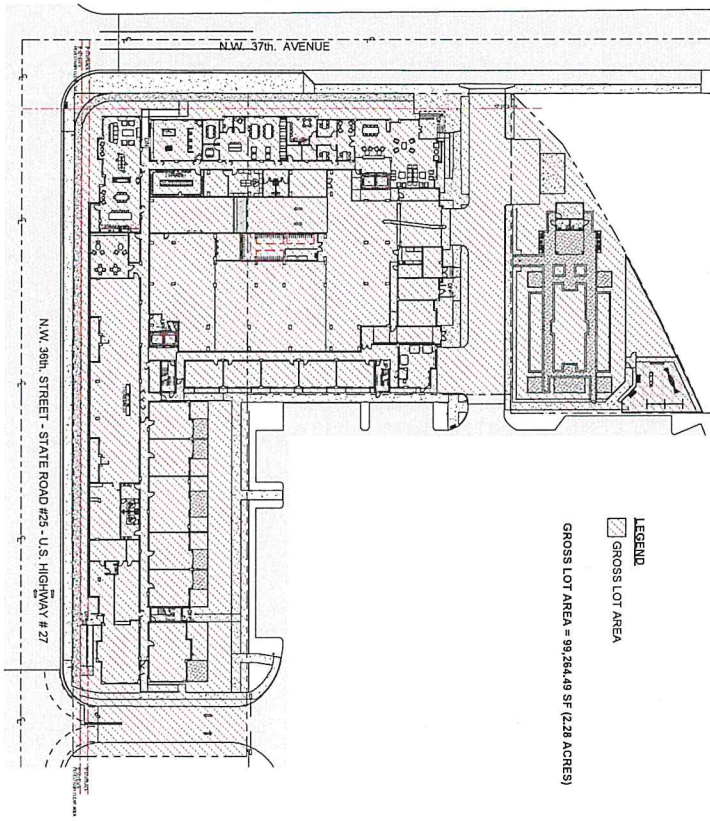 N.W. 37th. AVENUE
N.W. 36th. STREET - STATE ROAD #25 - U.S. HIGHWAY # 27
LEGEND
GROSS LOT AREA
GROSS LOT AREA = 99,264.49 SF (2.28 ACRES)